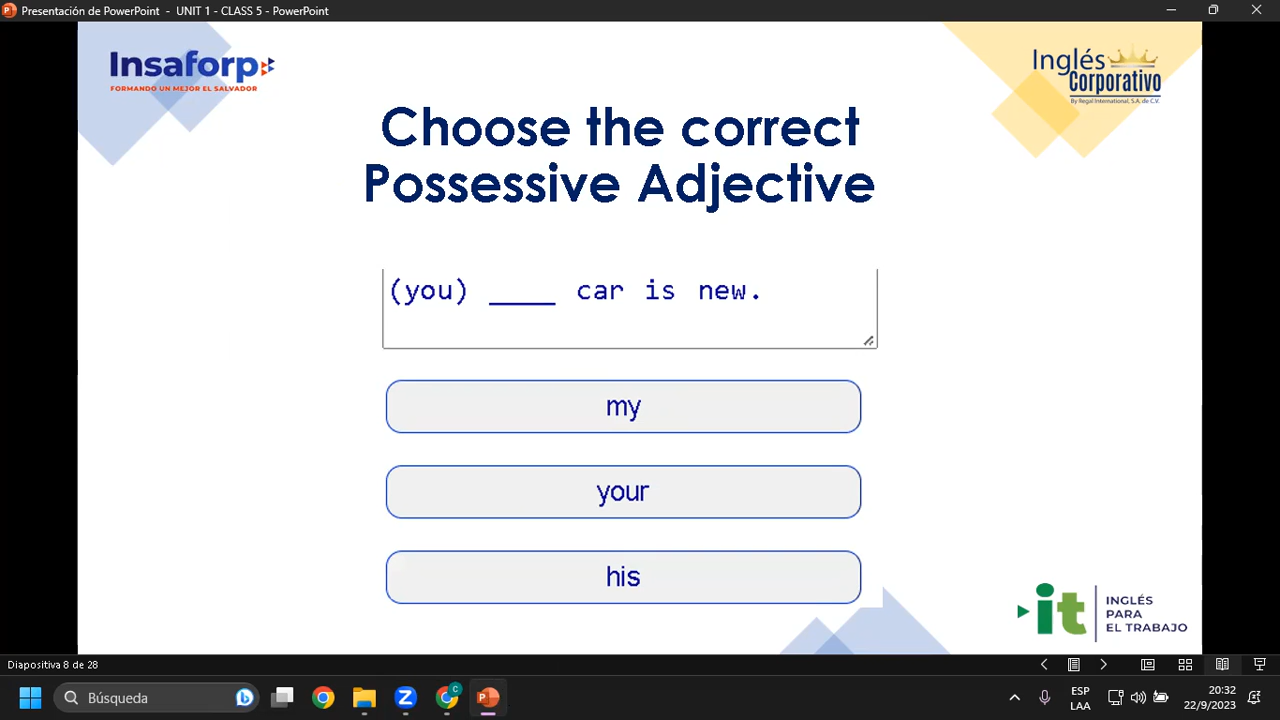 Presentación de PowerPoint - UNIT 1 - CLASS 5 - PowerPoint
Insaforp
FORMANDO UN MEJOR EL SALVADOR
Inglés
Corporativo
By Regal International, S.A. de C.V.
Choose the correct
Possessive Adjective
(you) ____ car is new.
my
your
his
it
INGLÉS
PARA
EL TRABAJO
Diapositiva 8 de 28
Búsqueda
ESP
LAA
20:32
22/9/2023